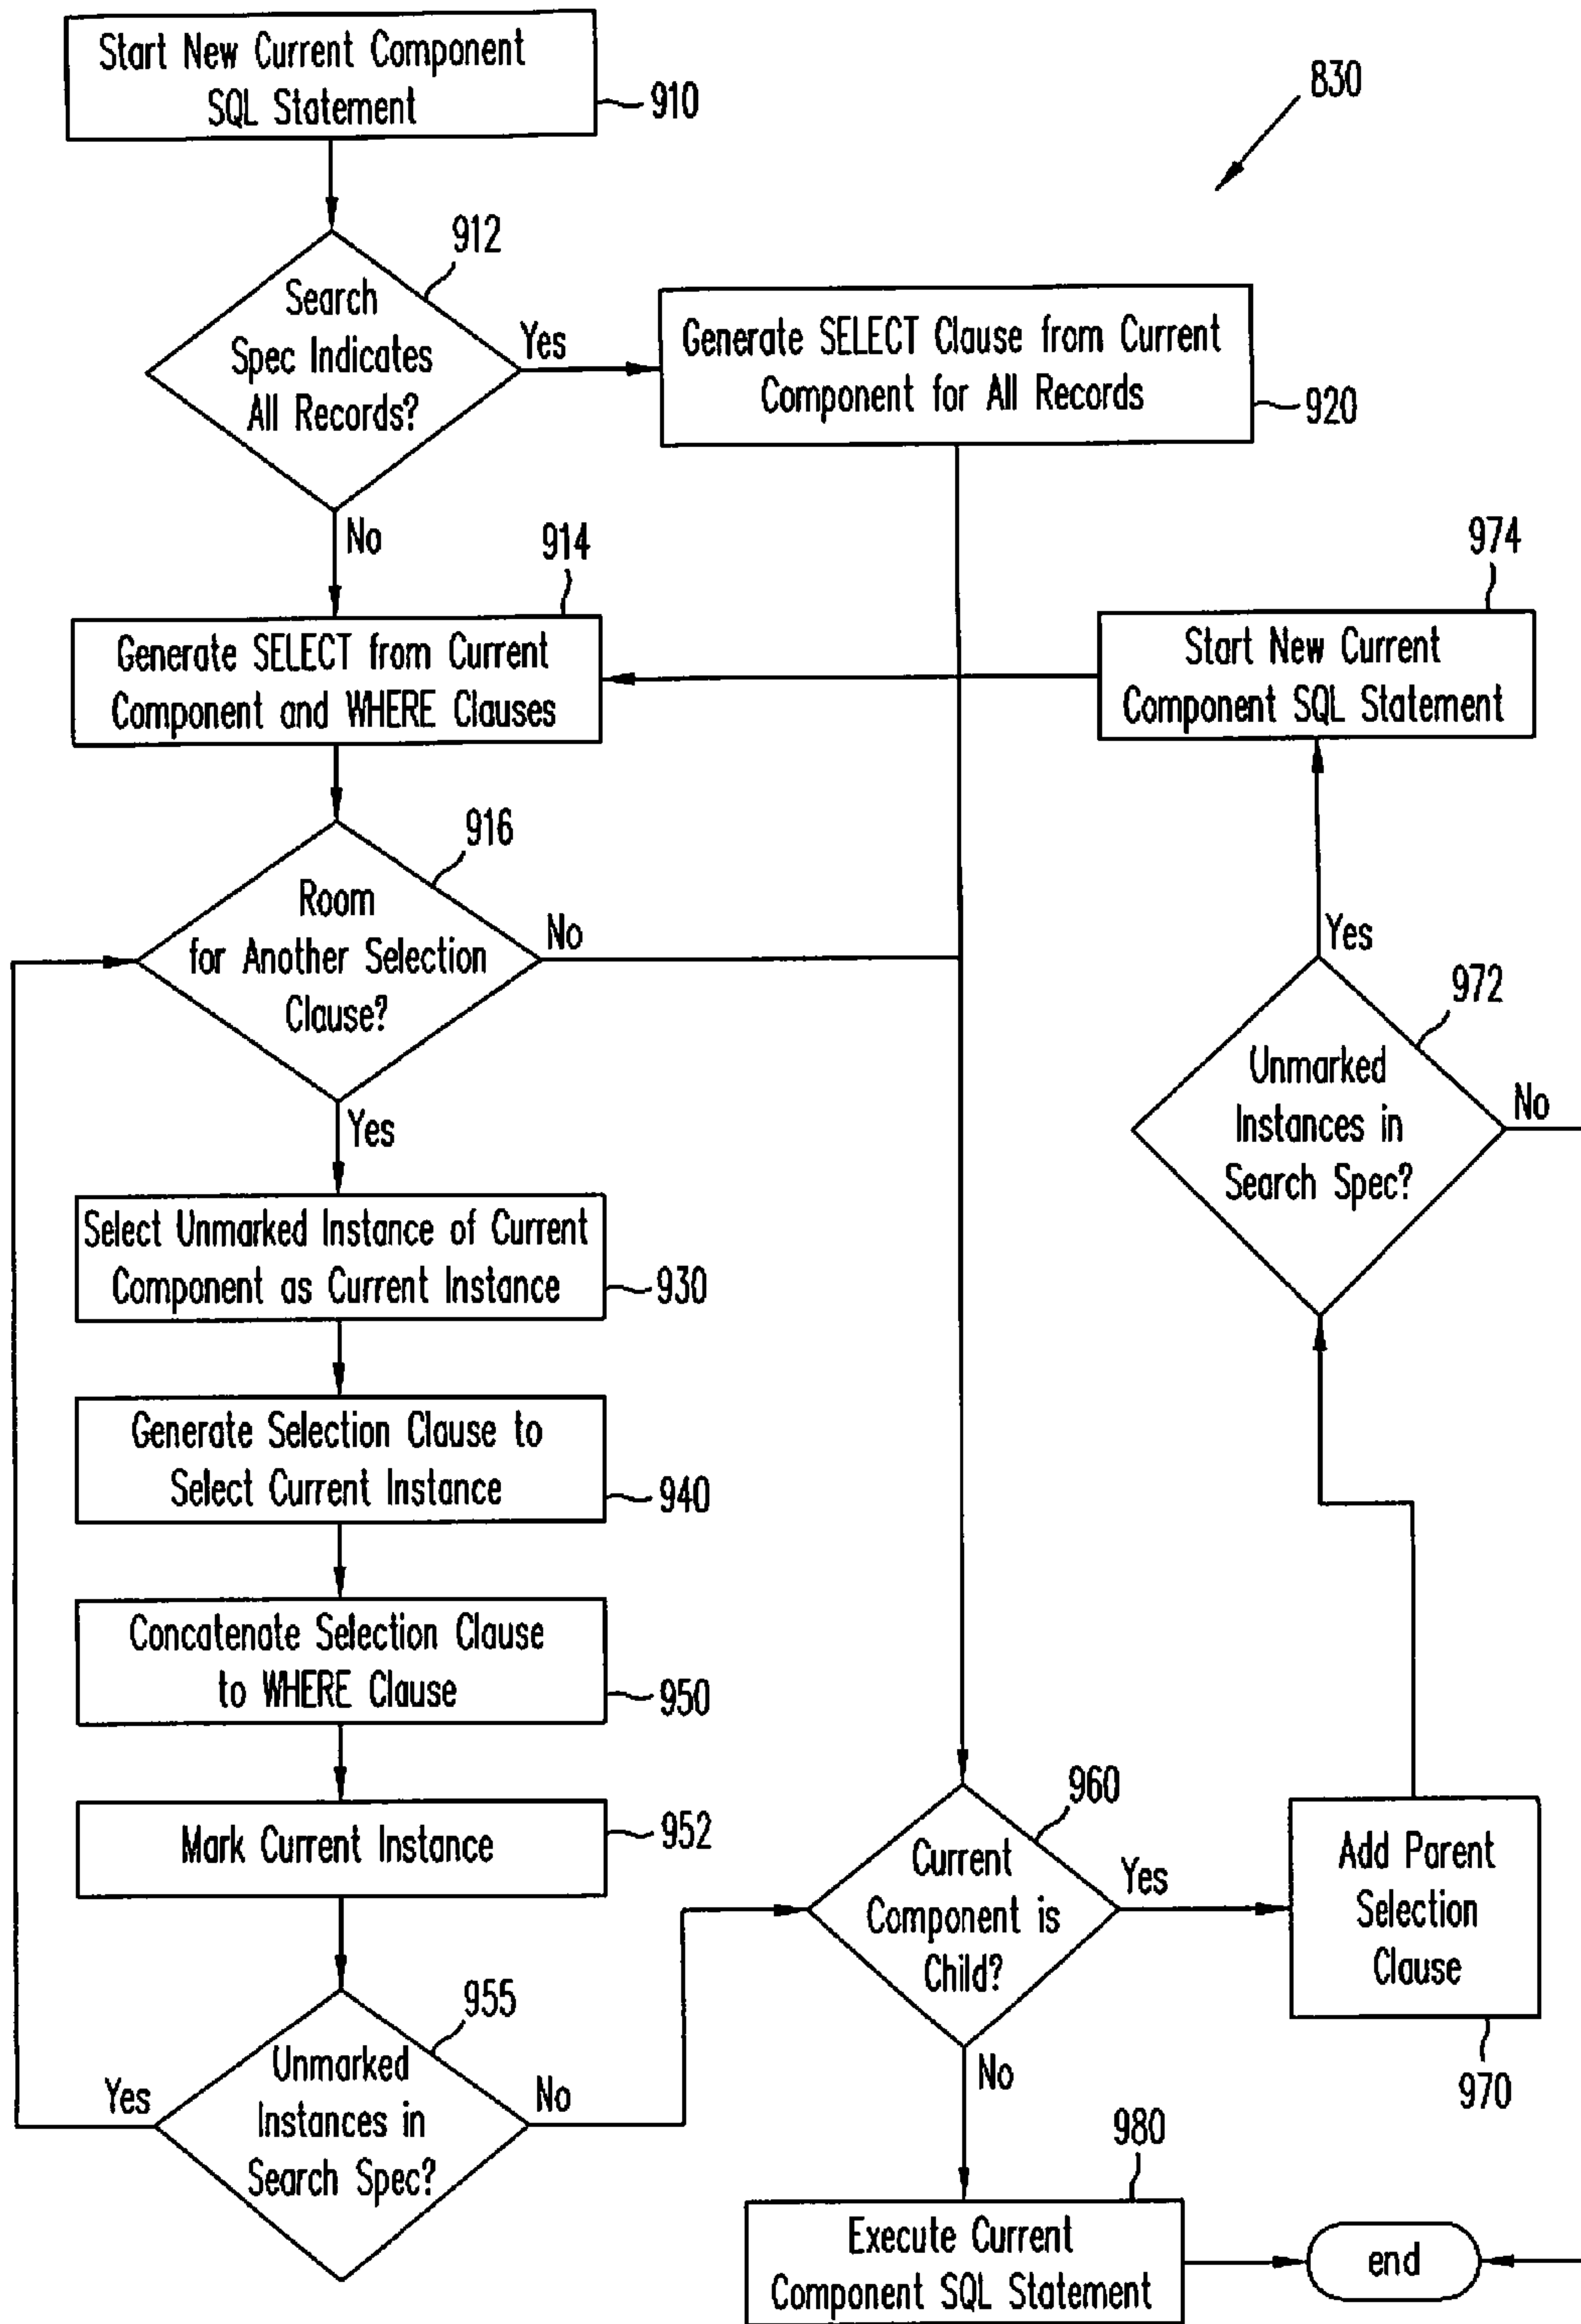 Start New Current Component
SQL Statement
910
830
912
Search
Spec Indicates
All Records?
Yes
No
Generate SELECT Clause from Current
Component for All Records
920
914
Generate SELECT from Current
Component and WHERE Clauses
974
Start New Current
Component SQL Statement
916
Room
for Another Selection
Clause?
No
Yes
Yes
972
Unmarked
Instances in
Search Spec?
No
Select Unmarked Instance of Current
Component as Current Instance
930
Generate Selection Clause to
Select Current Instance
940
Concatenate Selection Clause
to WHERE Clause
950
Mark Current Instance
952
955
Unmarked
Instances in
Search Spec?
Yes
No
960
Current
Component is
Child?
Yes
No
Add Parent
Selection
Clause
970
980
Execute Current
Component SQL Statement
end